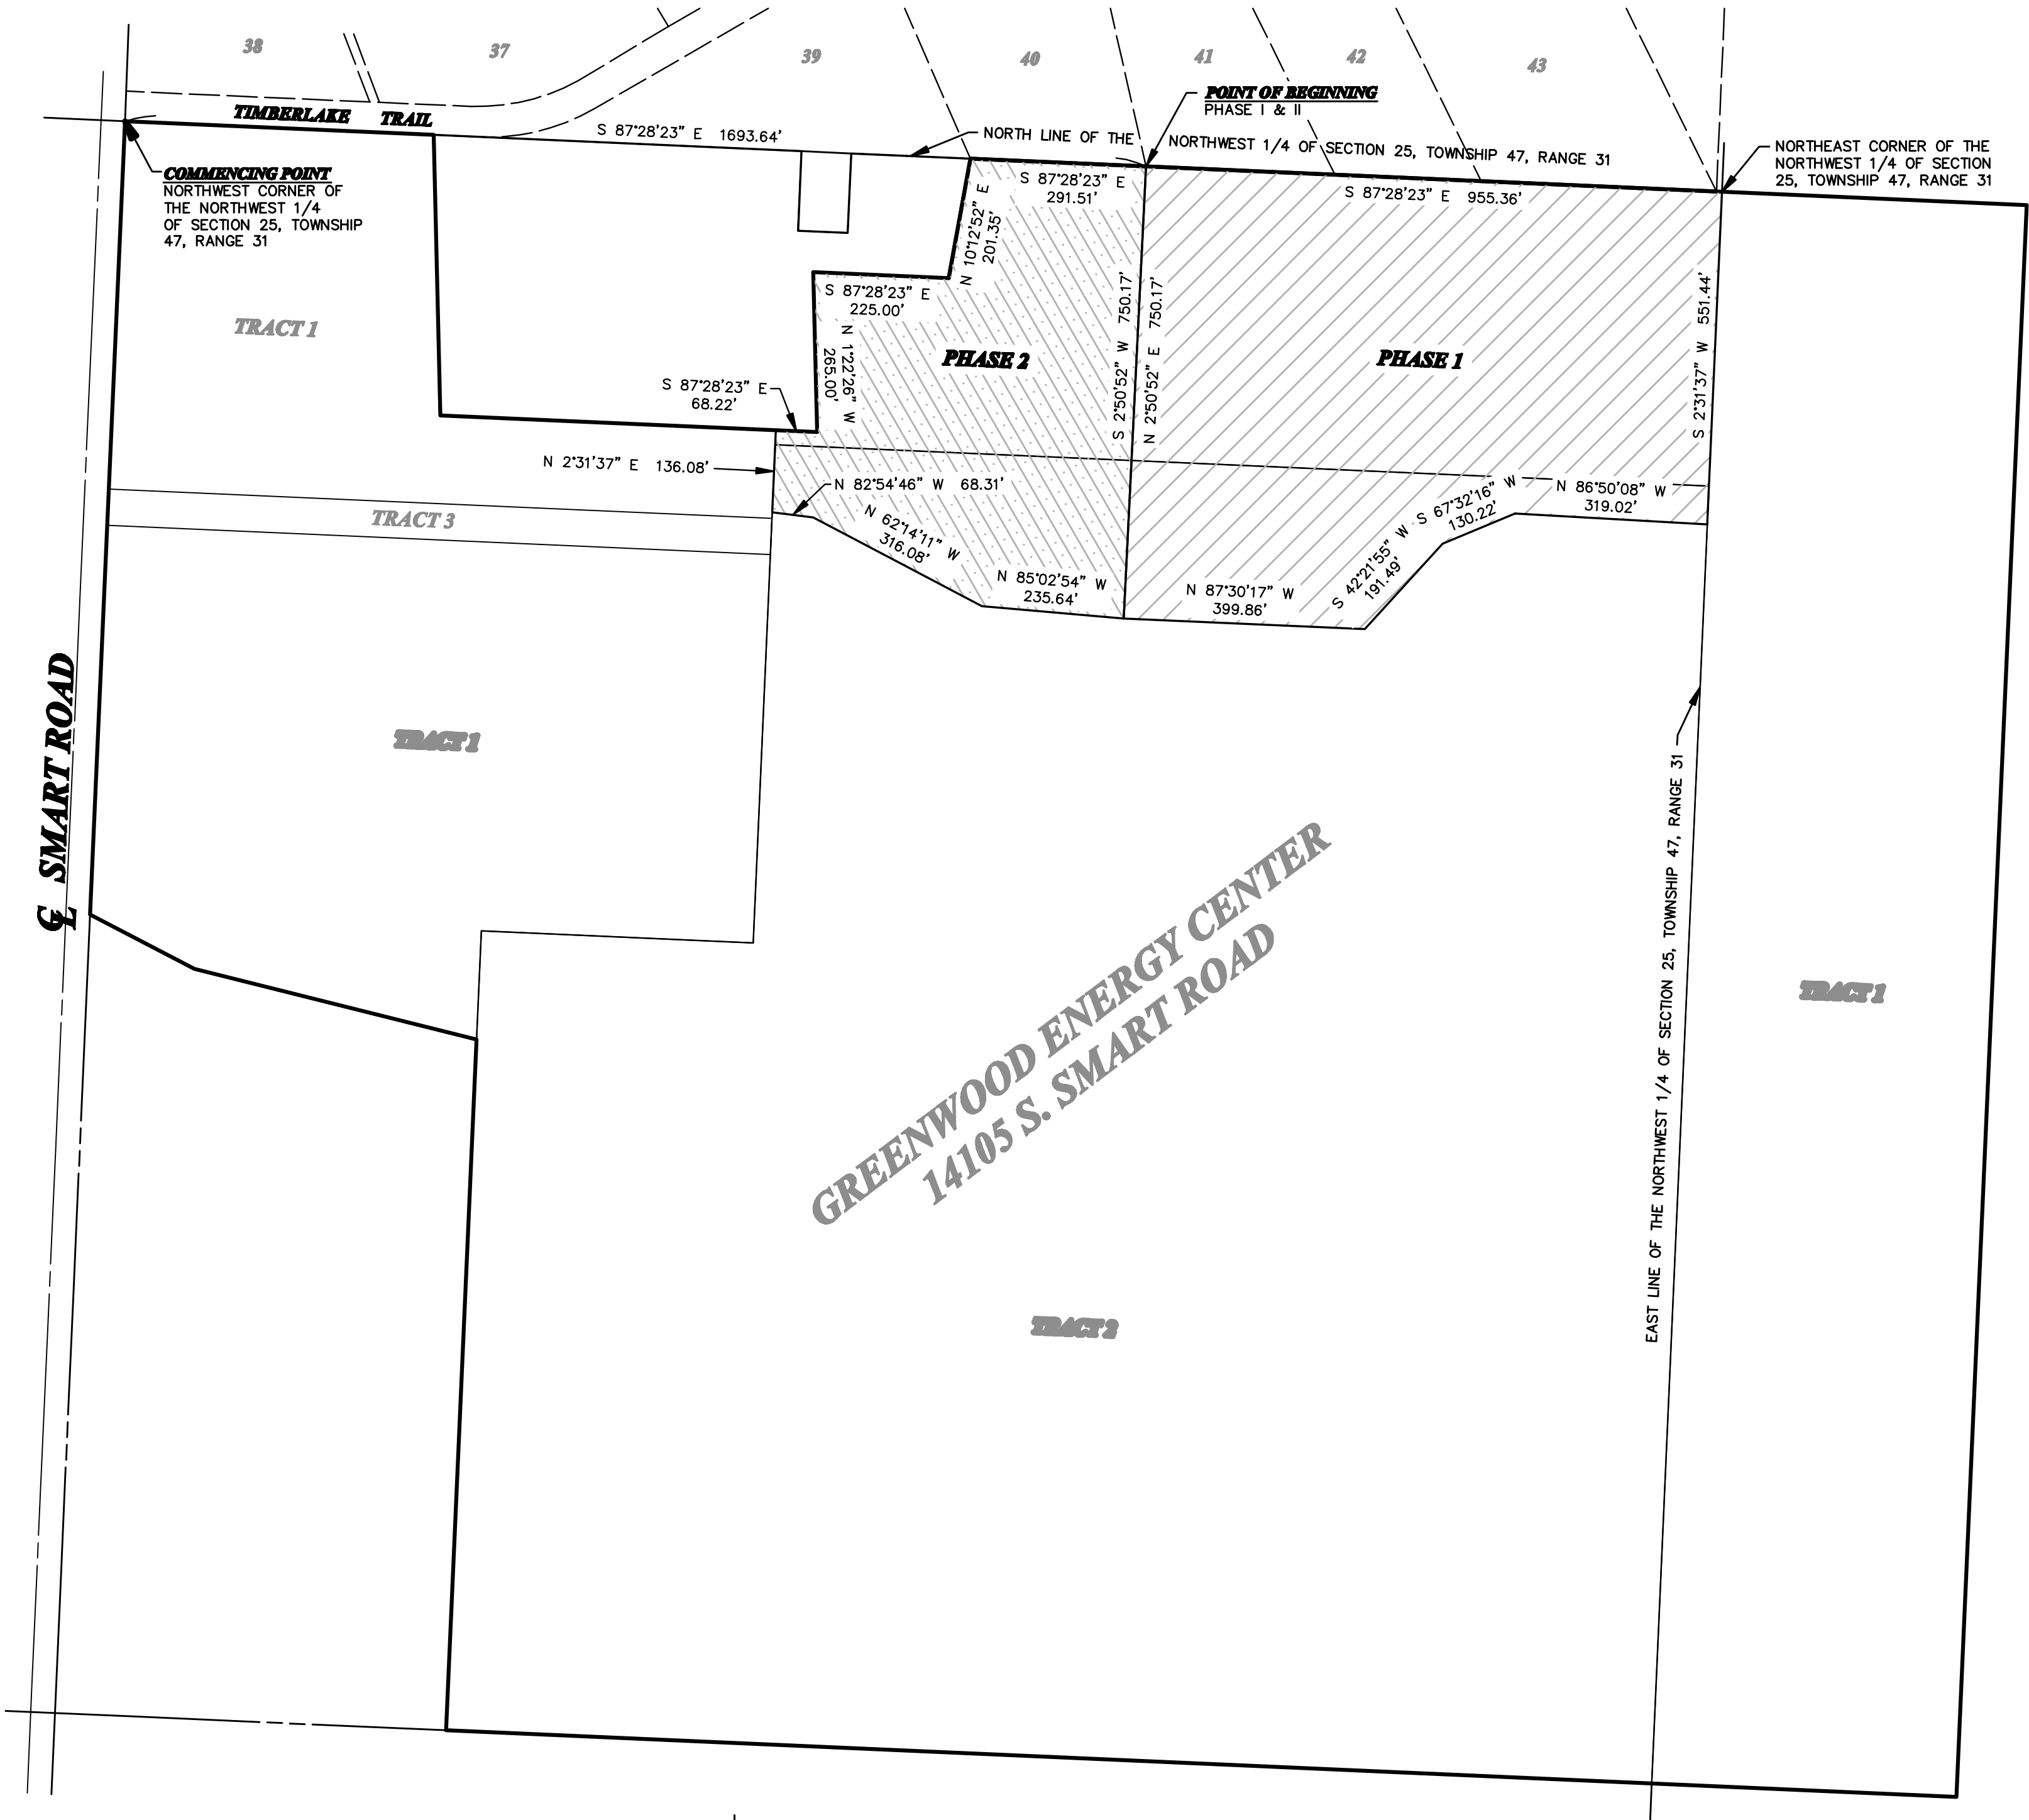 38
37
39
40
41
42
43
TIMBERLAKE TRAIL
S 87°28'23" E 1693.64'
POINT OF BEGINNING
PHASE I & II
NORTH LINE OF THE NORTHWEST 1/4 OF SECTION 25, TOWNSHIP 47, RANGE 31
NORTHEAST CORNER OF THE
NORTHWEST 1/4 OF SECTION
25, TOWNSHIP 47, RANGE 31
COMMENCING POINT
NORTHWEST CORNER OF
THE NORTHWEST 1/4
OF SECTION 25, TOWNSHIP
47, RANGE 31
S 87°28'23" E
291.51'
S 87°28'23" E 955.36'
N 10°12'52" E
201.35'
S 87°28'23" E
225.00'
N 1°22'26" W
265.00'
S 2°50'52" W 750.17'
N 2°50'52" E 750.17'
S 2°31'37" W 551.44'
TRACT 1
PHASE 2
PHASE 1
S 87°28'23" E
68.22'
N 2°31'37" E 136.08'
N 82°54'46" W 68.31'
N 62°14'11" W
316.08'
N 85°02'54" W
235.64'
N 87°30'17" W
399.86'
S 42°21'55" W
191.49'
S 67°32'16" W
130.22'
N 86°50'08" W
319.02'
TRACT 3
TRACT 1
CL SMART ROAD
EAST LINE OF THE NORTHWEST 1/4 OF SECTION 25, TOWNSHIP 47, RANGE 31
GREENWOOD ENERGY CENTER
14105 S. SMART ROAD
TRACT 1
TRACT 2